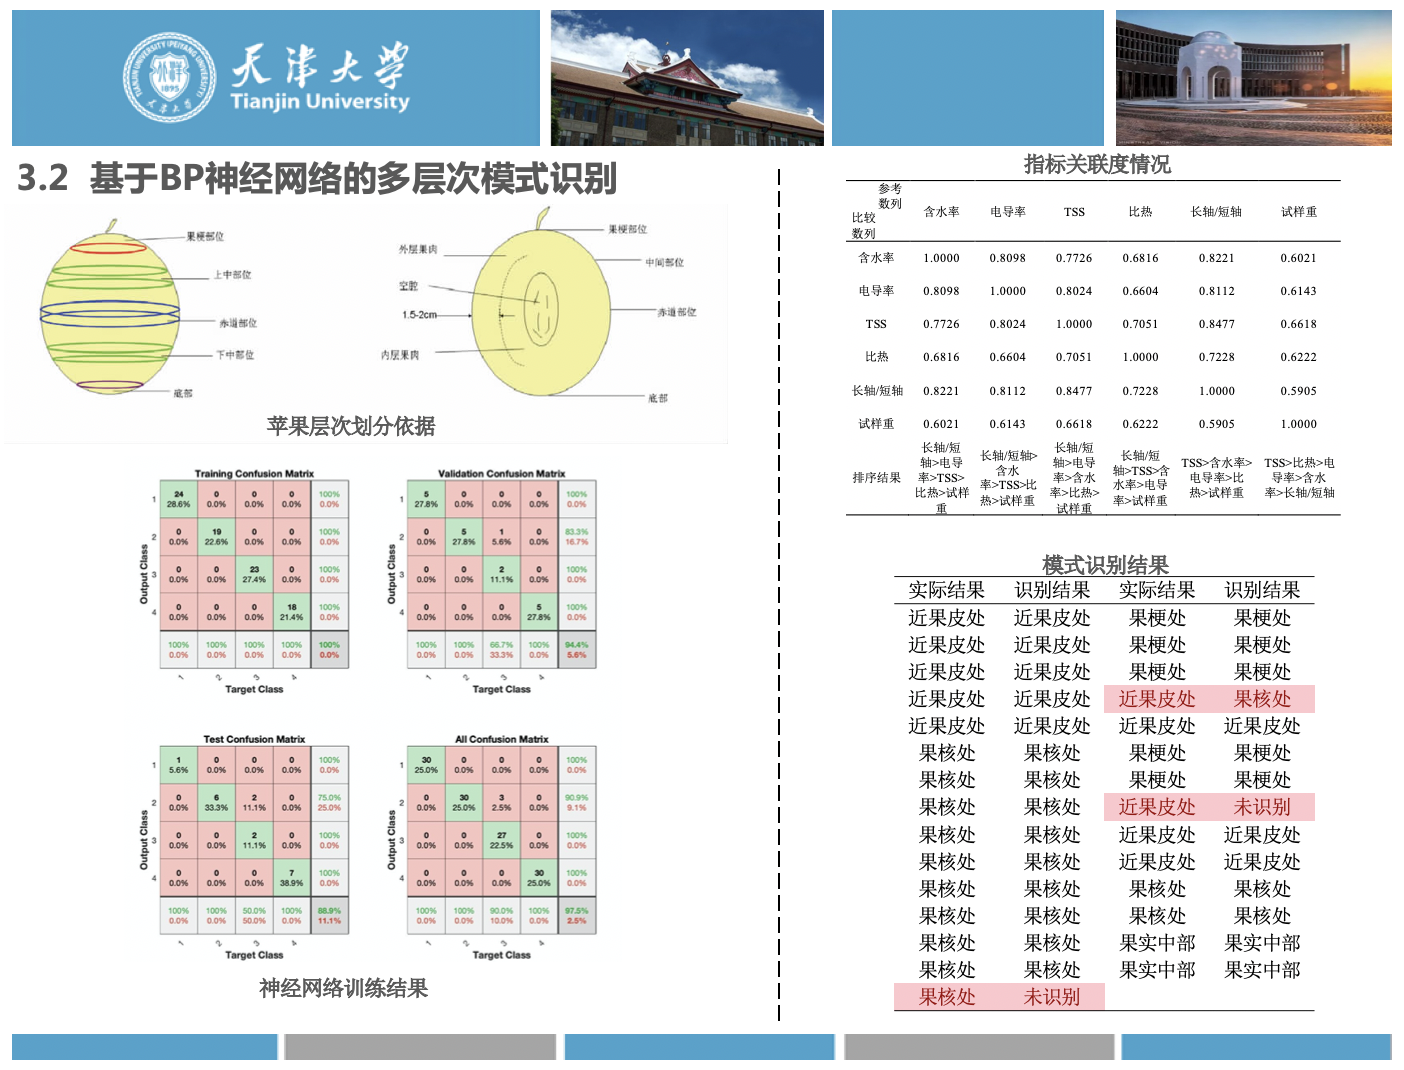 天津大学
Tianjin University
TIANJIN UNIVERSITY (PEIYANG UNIVERSITY)
1895
天津大学
3.2 基于BP神经网络的多层次模式识别
果梗部位
上中部位
赤道部位
下中部位
底部
果梗部位
外层果肉
中间部位
空腔
1.5-2cm
赤道部位
内层果肉
底部
苹果层次划分依据
Training Confusion Matrix
Output Class
1 24 0 0 0 100%
28.6% 0.0% 0.0% 0.0% 0.0%
2 0 19 0 0 100%
0.0% 22.6% 0.0% 0.0% 0.0%
3 0 0 23 0 100%
0.0% 0.0% 27.4% 0.0% 0.0%
4 0 0 0 18 100%
0.0% 0.0% 0.0% 21.4% 0.0%
100% 100% 100% 100% 100%
0.0% 0.0% 0.0% 0.0% 0.0%
1 2 3 4
Target Class
Validation Confusion Matrix
Output Class
1 5 0 0 0 100%
27.8% 0.0% 0.0% 0.0% 0.0%
2 0 5 1 0 83.3%
0.0% 27.8% 5.6% 0.0% 16.7%
3 0 0 2 0 100%
0.0% 0.0% 11.1% 0.0% 0.0%
4 0 0 0 5 100%
0.0% 0.0% 0.0% 27.8% 0.0%
100% 100% 66.7% 100% 94.4%
0.0% 0.0% 33.3% 0.0% 5.6%
1 2 3 4
Target Class
Test Confusion Matrix
Output Class
1 1 0 0 0 100%
5.6% 0.0% 0.0% 0.0% 0.0%
2 0 6 2 0 75.0%
0.0% 33.3% 11.1% 0.0% 25.0%
3 0 0 2 0 100%
0.0% 0.0% 11.1% 0.0% 0.0%
4 0 0 0 7 100%
0.0% 0.0% 0.0% 38.9% 0.0%
100% 100% 50.0% 100% 88.9%
0.0% 0.0% 50.0% 0.0% 11.1%
1 2 3 4
Target Class
All Confusion Matrix
Output Class
1 30 0 0 0 100%
25.0% 0.0% 0.0% 0.0% 0.0%
2 0 30 3 0 90.9%
0.0% 25.0% 2.5% 0.0% 9.1%
3 0 0 27 0 100%
0.0% 0.0% 22.5% 0.0% 0.0%
4 0 0 0 30 100%
0.0% 0.0% 0.0% 25.0% 0.0%
100% 100% 90.0% 100% 97.5%
0.0% 0.0% 10.0% 0.0% 2.5%
1 2 3 4
Target Class
神经网络训练结果
指标关联度情况
参考
数列
比较
数列
含水率 电导率 TSS 比热 长轴/短轴 试样重
含水率 1.0000 0.8098 0.7726 0.6816 0.8221 0.6021
电导率 0.8098 1.0000 0.8024 0.6604 0.8112 0.6143
TSS 0.7726 0.8024 1.0000 0.7051 0.8477 0.6618
比热 0.6816 0.6604 0.7051 1.0000 0.7228 0.6222
长轴/短轴 0.8221 0.8112 0.8477 0.7228 1.0000 0.5905
试样重 0.6021 0.6143 0.6618 0.6222 0.5905 1.0000
排序结果
长轴/短
轴>电导
率>TSS>
比热>试样
重
长轴/短轴>
含水
率>TSS>比
热>试样重
长轴/短
轴>电导
率>含水
率>比热>
试样重
长轴/短
轴>TSS>含
水率>电导
率>试样重
TSS>含水率>
电导率>比
热>试样重
TSS>比热>电
导率>含水
率>长轴/短轴
模式识别结果
实际结果 识别结果 实际结果 识别结果
近果皮处 近果皮处 果梗处 果梗处
近果皮处 近果皮处 果梗处 果梗处
近果皮处 近果皮处 果梗处 果梗处
近果皮处 近果皮处 近果皮处 果核处
近果皮处 近果皮处 近果皮处 近果皮处
果核处 果核处 果梗处 果梗处
果核处 果核处 果梗处 果梗处
果核处 果核处 近果皮处 未识别
果核处 果核处 近果皮处 近果皮处
果核处 果核处 近果皮处 近果皮处
果核处 果核处 果核处 果核处
果核处 果核处 果核处 果核处
果核处 果核处 果实中部 果实中部
果核处 果核处 果实中部 果实中部
果核处 未识别